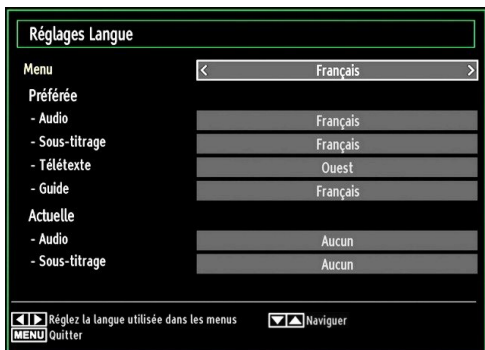 Réglages Langue
Menu < Français >
Préférée
- Audio Français
- Sous-titrage Français
- Télétexte Ouest
- Guide Français
Actuelle
- Audio Aucun
- Sous-titrage Aucun
Réglez la langue utilisée dans les menus Naviguer
MENU Quitter